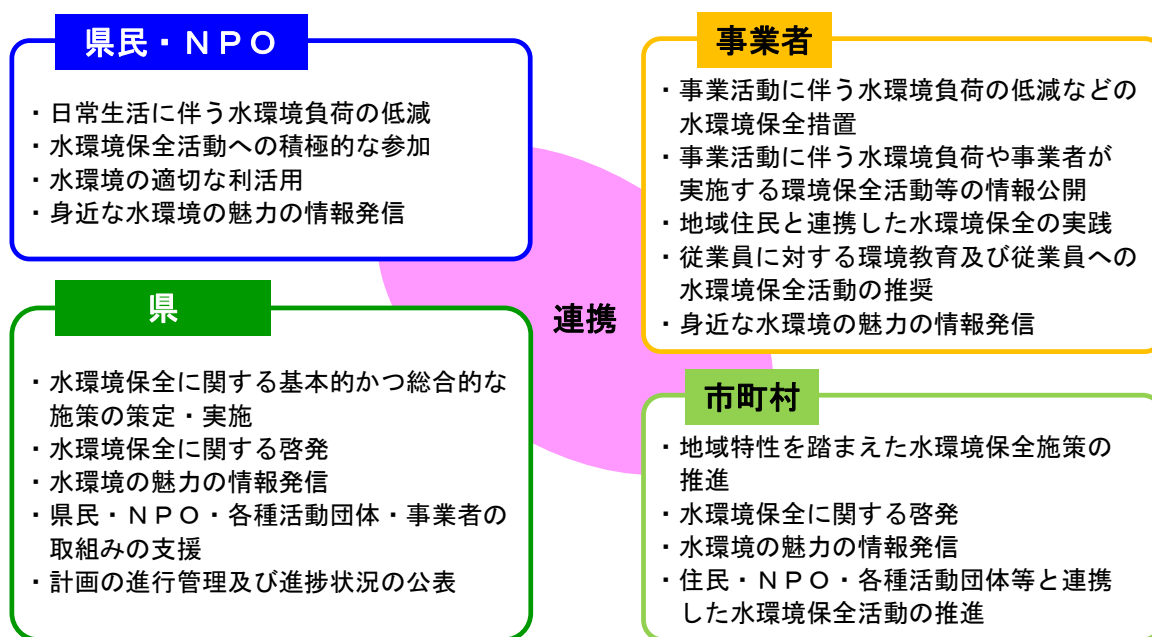 県民・ＮＰＯ
・日常生活に伴う水環境負荷の低減
・水環境保全活動への積極的な参加
・水環境の適切な利活用
・身近な水環境の魅力の情報発信
事業者
・事業活動に伴う水環境負荷の低減などの
水環境保全措置
・事業活動に伴う水環境負荷や事業者が
実施する環境保全活動等の情報公開
・地域住民と連携した水環境保全の実践
・従業員に対する環境教育及び従業員への
水環境保全活動の推奨
・身近な水環境の魅力の情報発信
連携
県
・水環境保全に関する基本的かつ総合的な
施策の策定・実施
・水環境保全に関する啓発
・水環境の魅力の情報発信
・県民・ＮＰＯ・各種活動団体・事業者の
取組みの支援
・計画の進行管理及び進捗状況の公表
市町村
・地域特性を踏まえた水環境保全施策の
推進
・水環境保全に関する啓発
・水環境の魅力の情報発信
・住民・ＮＰＯ・各種活動団体等と連携
した水環境保全活動の推進